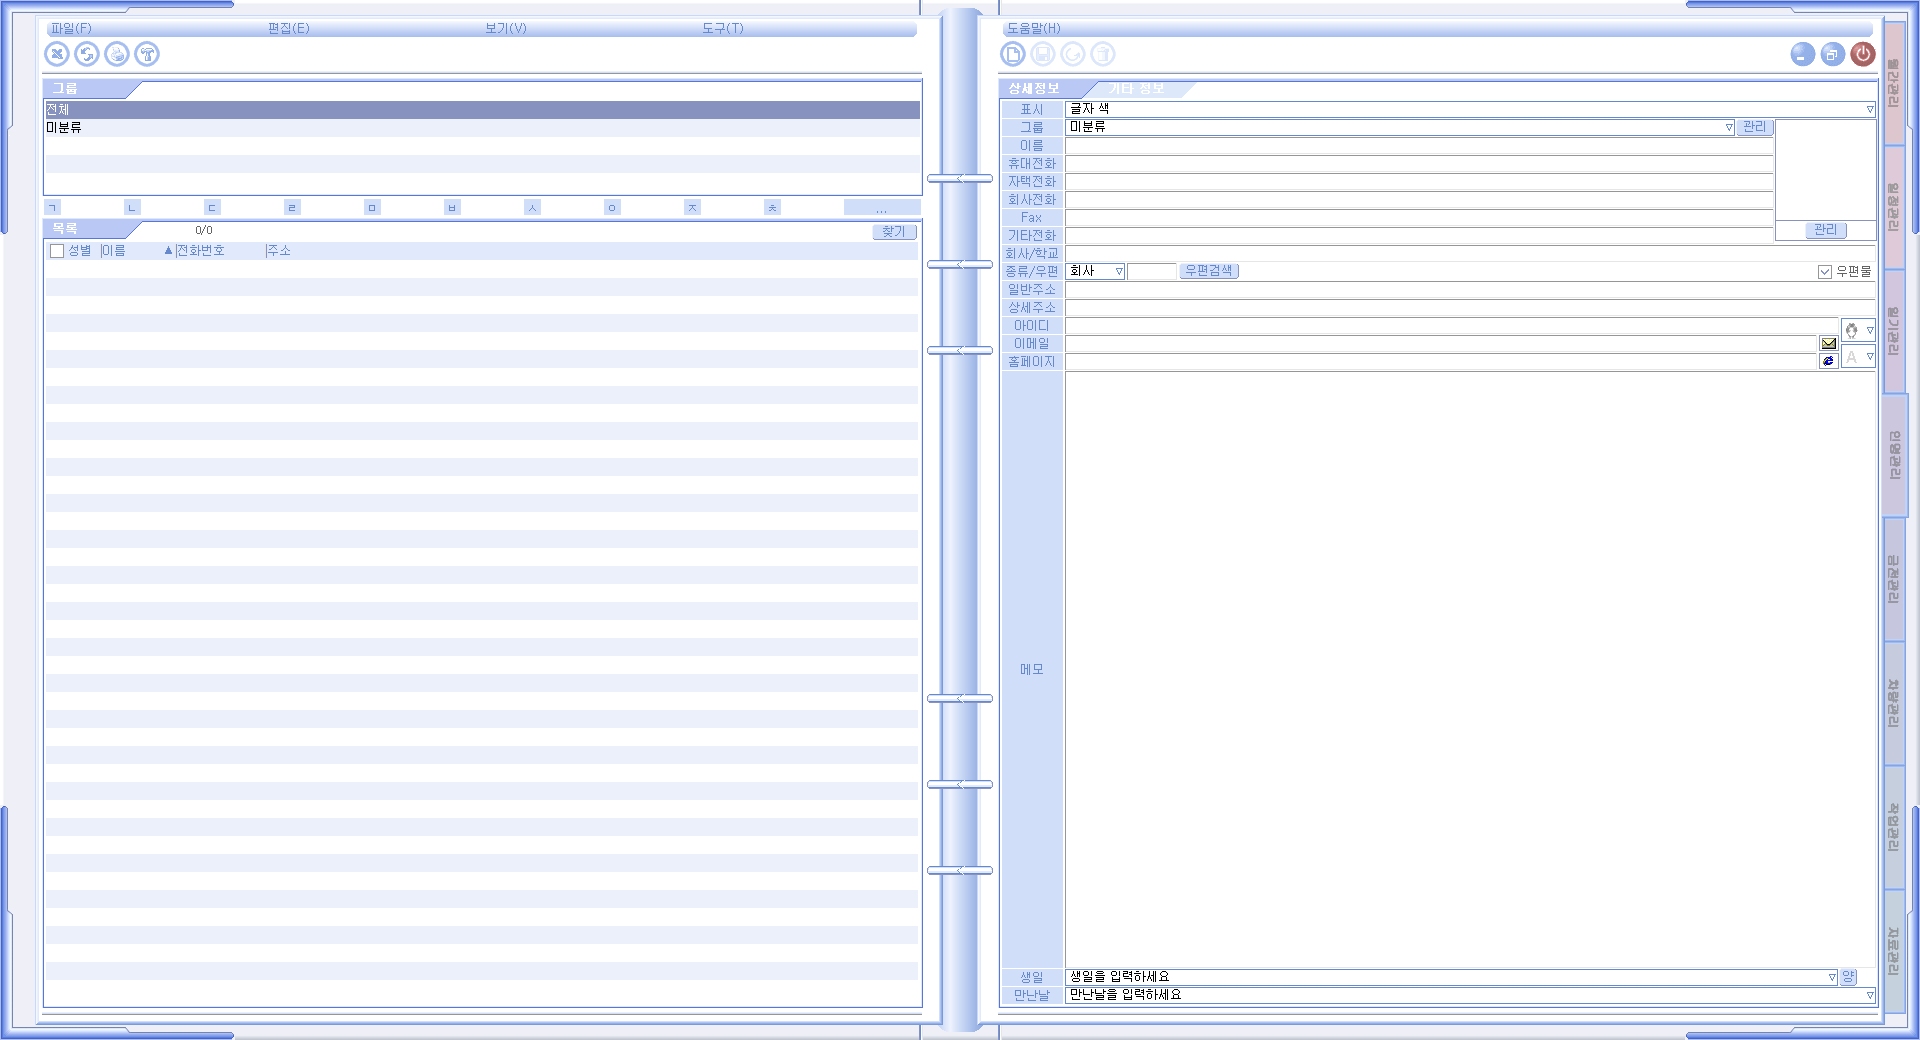 파일(F) 편집(E) 보기(V) 도구(T)
그룹
전체
미분류
ㄱ ㄴ ㄷ ㄹ ㅁ ㅂ ㅅ ㅇ ㅈ ㅊ ...
목록 0/0 찾기
성별 이름 ▲ 전화번호 주소
도움말(H)
상세정보 기타 정보
표시 글자 색
그룹 미분류 관리
이름
휴대전화
자택전화
회사전화
Fax
기타전화 관리
회사/학교
종류/우편 회사 우편검색 우편물
일반주소
상세주소
아이디
이메일
홈페이지 A
메모
생일 생일을 입력하세요 양
만난날 만난날을 입력하세요
월간관리
일정관리
일기관리
인명관리
금전관리
차량관리
작업관리
자료관리